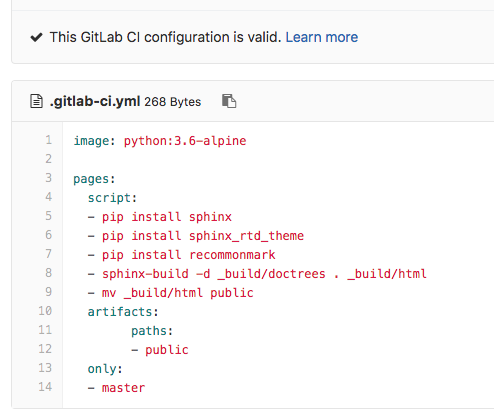 This GitLab CI configuration is valid. Learn more
.gitlab-ci.yml 268 Bytes
1 image: python:3.6-alpine
2
3 pages:
4   script:
5   - pip install sphinx
6   - pip install sphinx_rtd_theme
7   - pip install recommonmark
8   - sphinx-build -d _build/doctrees . _build/html
9   - mv _build/html public
10   artifacts:
11         paths:
12         - public
13   only:
14   - master